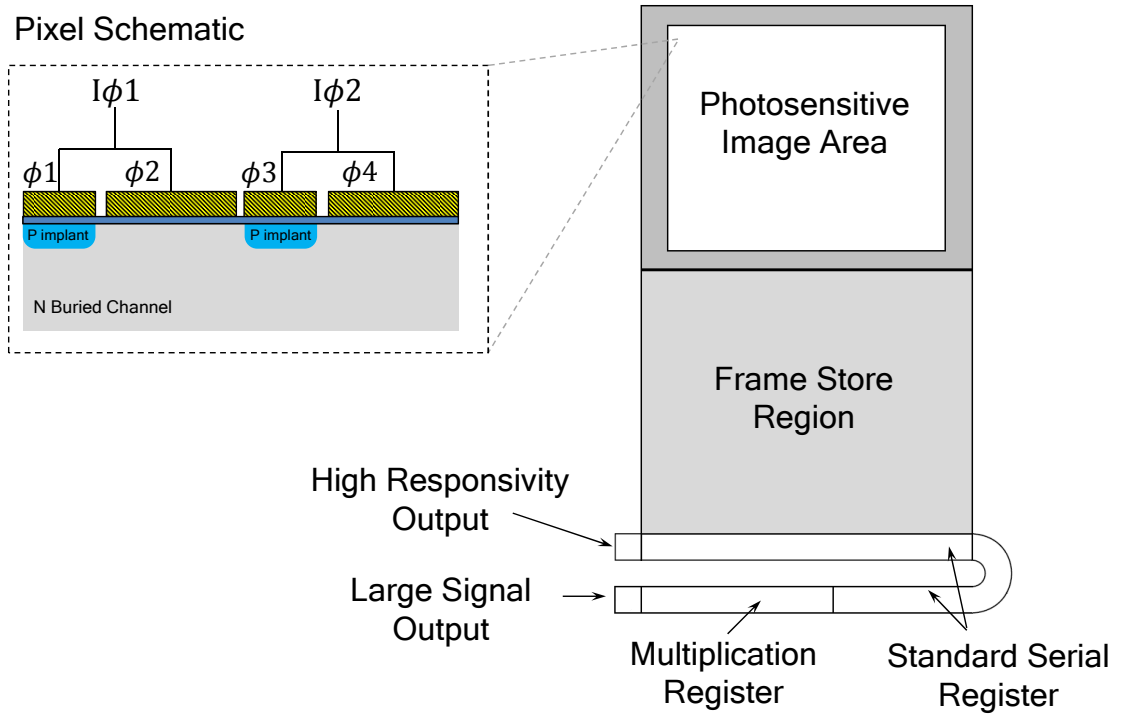 Pixel Schematic
Iϕ1
Iϕ2
ϕ1
ϕ2
ϕ3
ϕ4
P implant
P implant
N Buried Channel
Photosensitive
Image Area
Frame Store
Region
High Responsivity
Output
Large Signal
Output
Multiplication
Register
Standard Serial
Register